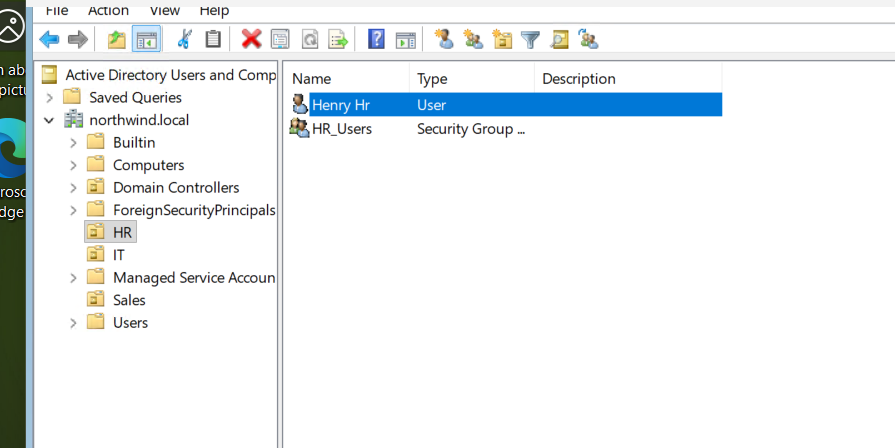 File Action View Help
n ab
pictu
rosc
dge
Active Directory Users and Comp
Saved Queries
northwind.local
Builtin
Computers
Domain Controllers
ForeignSecurityPrincipals
HR
IT
Managed Service Accoun
Sales
Users
Name Type Description
Henry Hr User
HR_Users Security Group ...